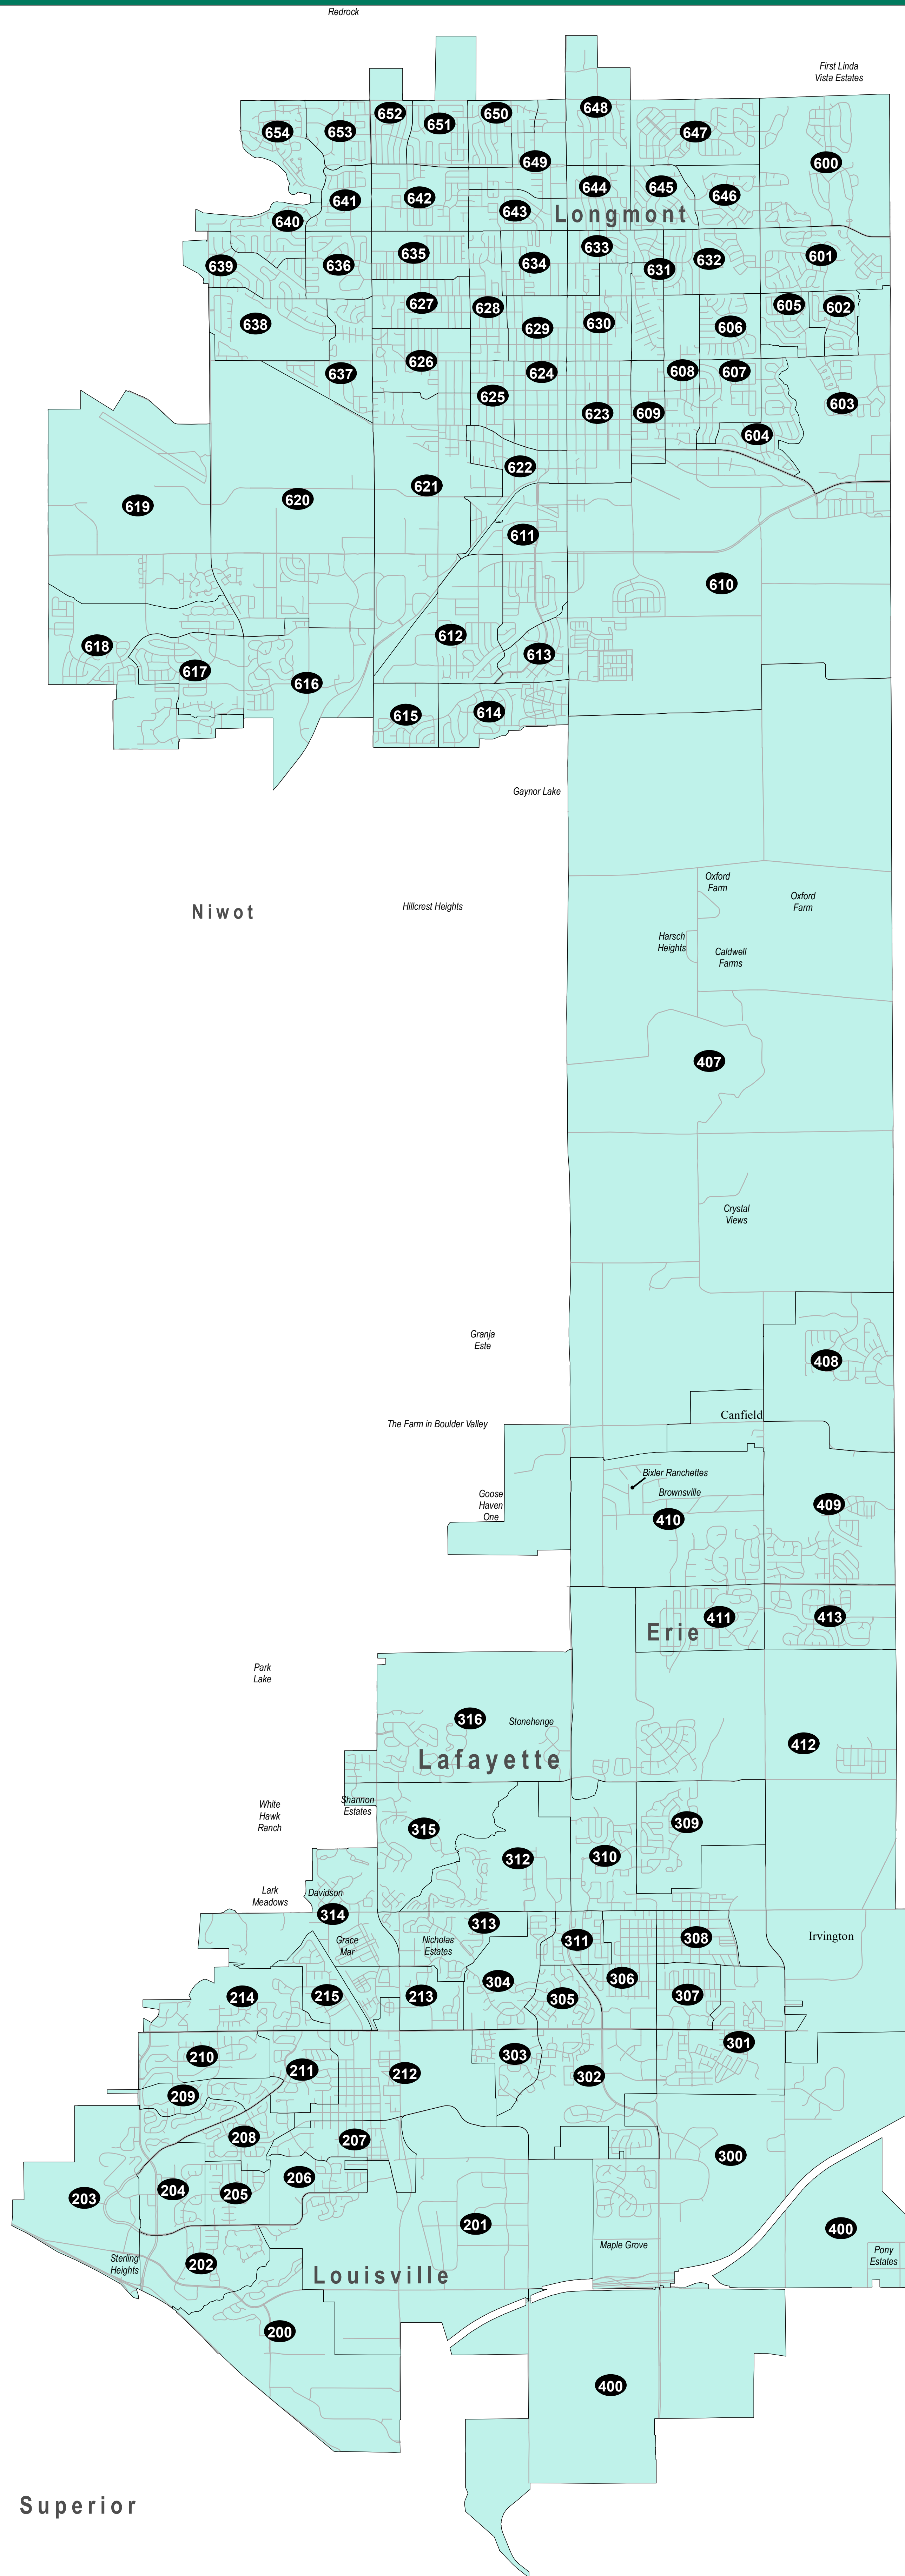 Redrock
First Linda
Vista Estates
648
652
650
651
647
654
653
649
600
644
645
646
641
642
643
Longmont
640
633
635
601
632
634
636
639
631
605
602
627
628
630
638
606
629
626
608
607
637
624
625
603
623
609
604
622
621
620
619
611
610
612
618
613
617
616
614
615
Gaynor Lake
Oxford
Farm
Oxford
Farm
Hillcrest Heights
Niwot
Harsch
Heights
Caldwell
Farms
407
Crystal
Views
Granja
Este
408
Canfield
The Farm in Boulder Valley
Bixler Ranchettes
Brownsville
Goose
Haven
One
409
410
411
413
Erie
Park
Lake
316
Stonehenge
412
Lafayette
Shannon
Estates
White
Hawk
Ranch
309
315
310
312
Lark
Meadows
Davidson
314
313
Irvington
308
Grace
Mar
Nicholas
Estates
311
306
304
214
215
213
307
305
301
303
210
211
212
302
209
208
207
300
206
204
205
203
201
400
Maple Grove
Pony
Estates
Sterling
Heights
202
Louisville
200
400
Superior